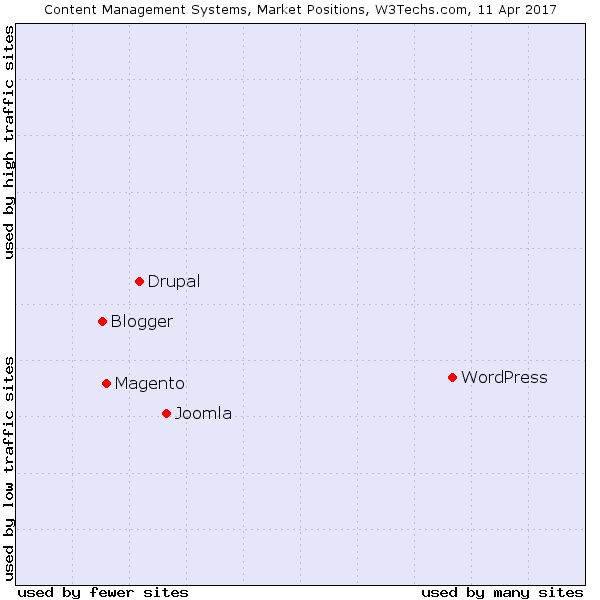 Content Management Systems, Market Positions, W3Techs.com, 11 Apr 2017
used by high traffic sites
Drupal
Blogger
WordPress
Magento
Joomla
used by low traffic sites
used by fewer sites
used by many sites